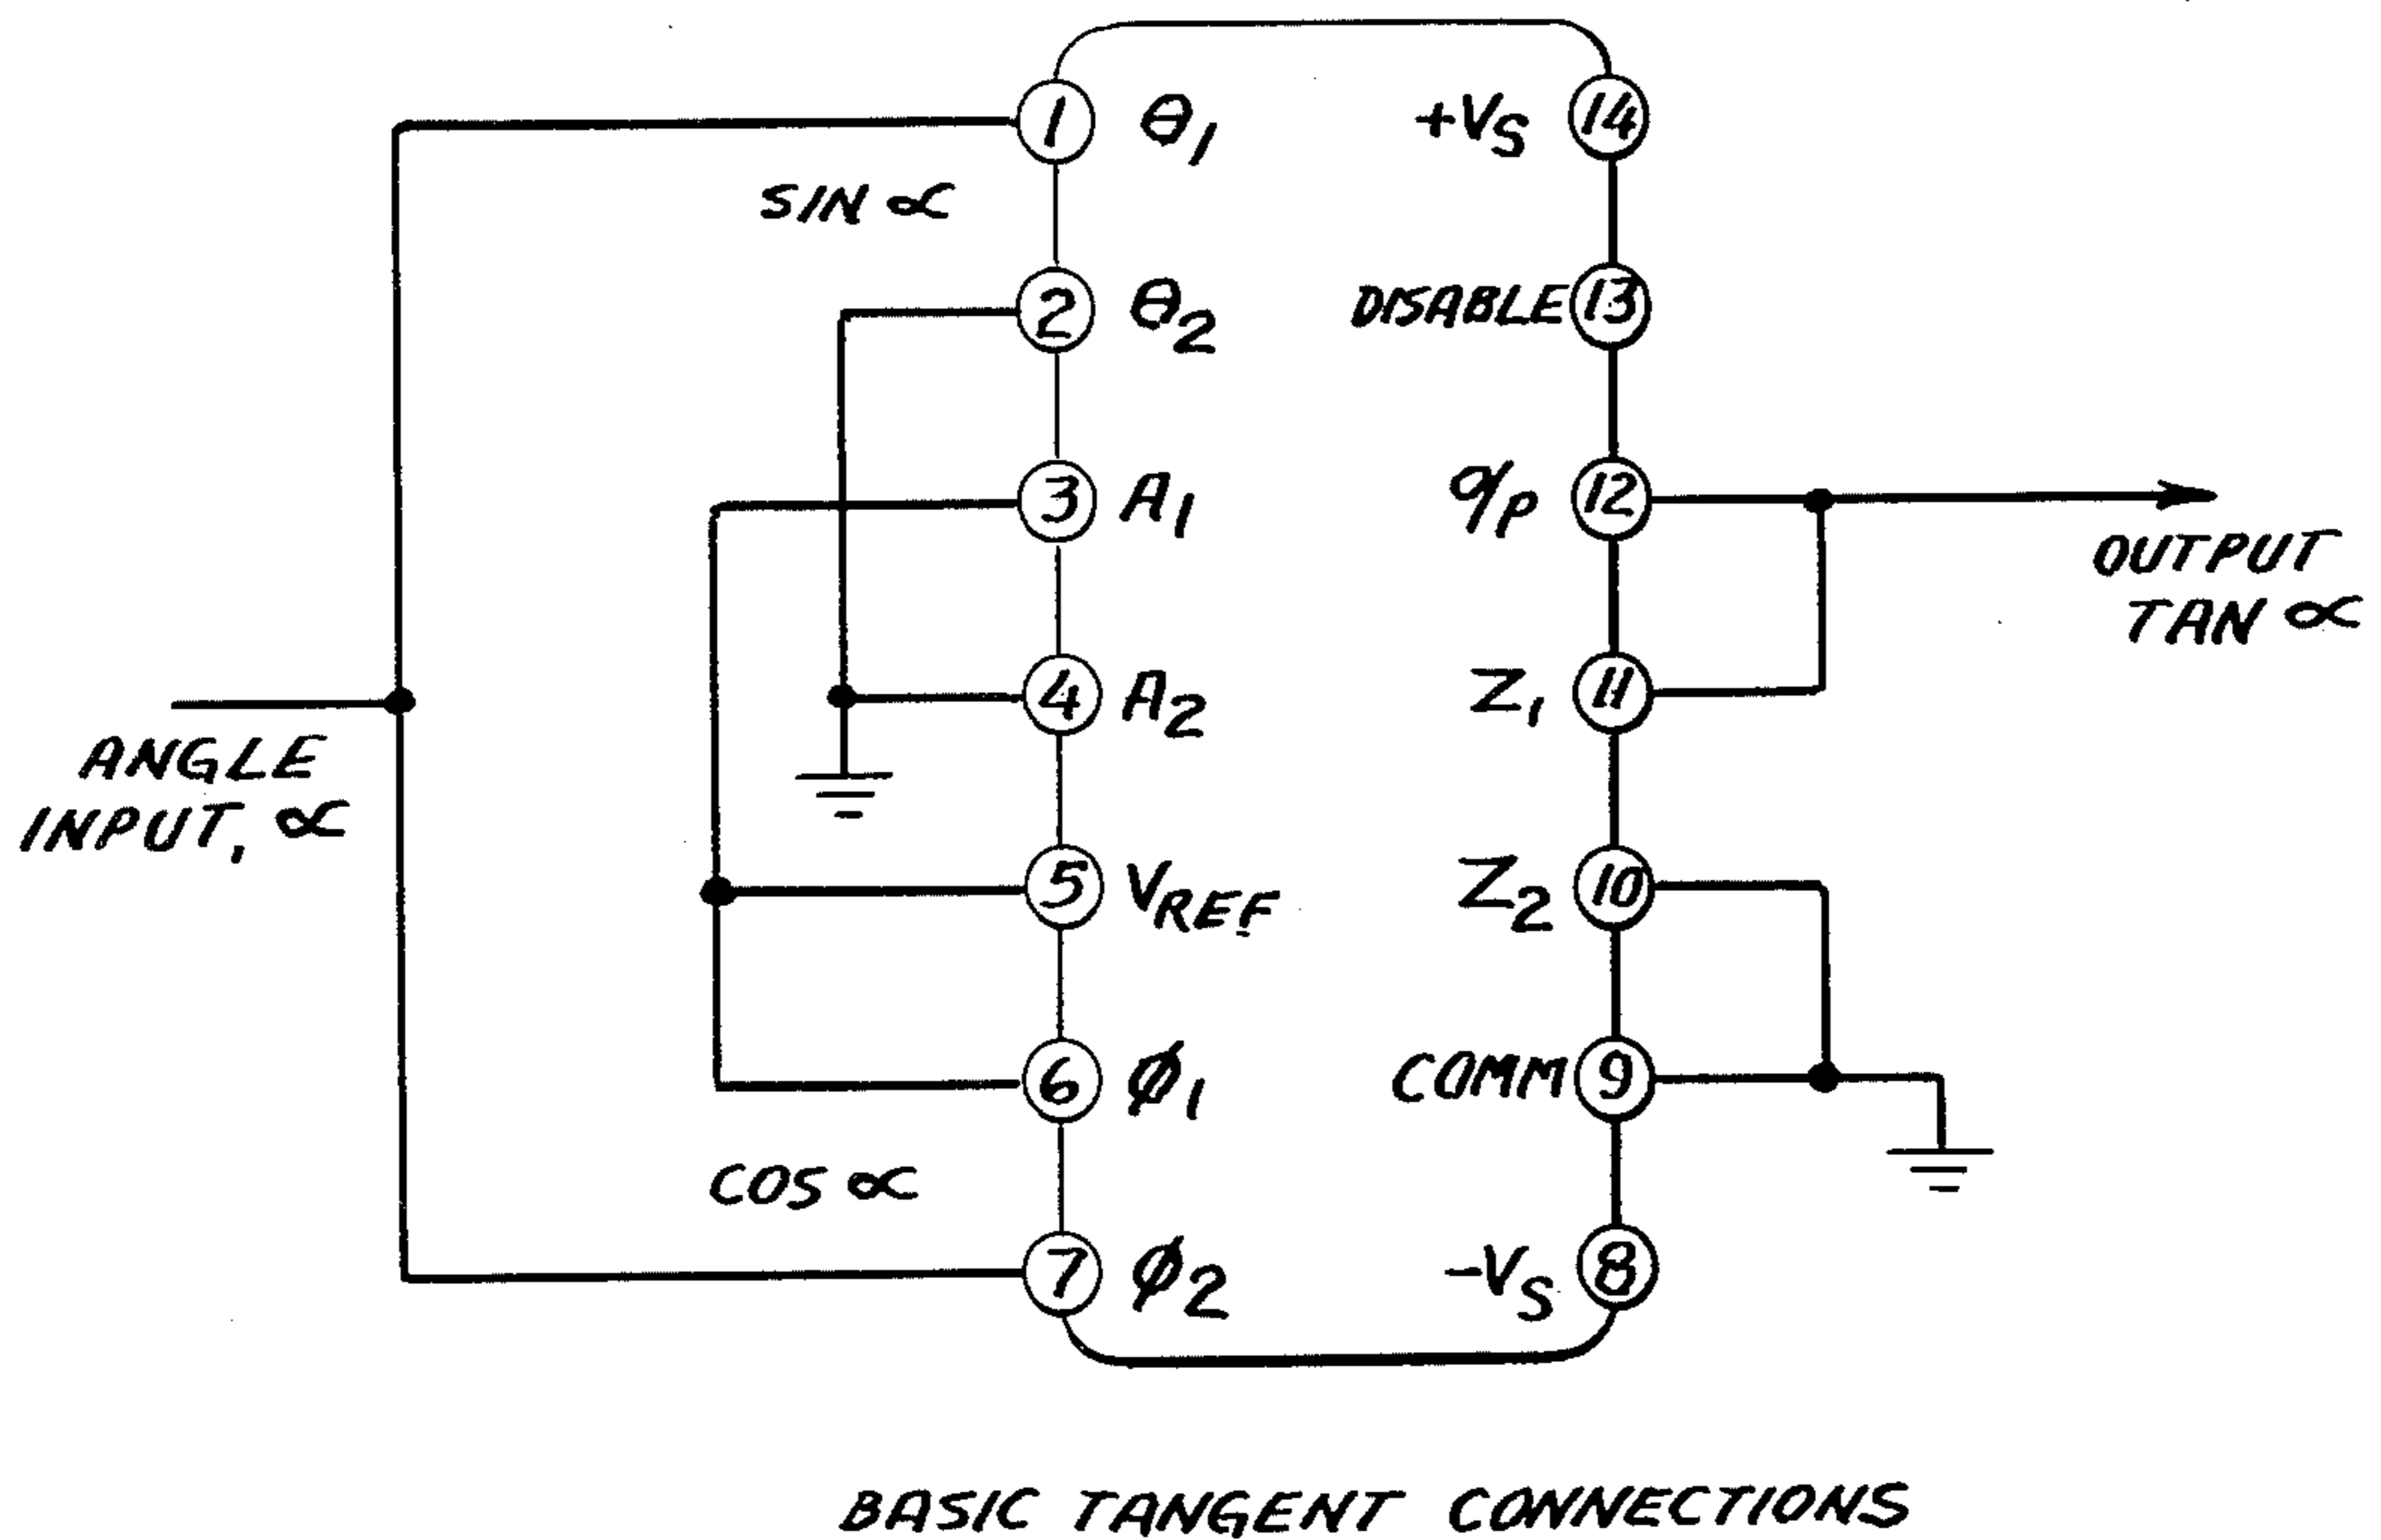 1 θ1 +VS 14
SIN ∝
2 θ2 DISABLE 13
3 A1 O/P 12
OUTPUT
TAN ∝
4 A2 Z1 11
ANGLE
INPUT, ∝
5 VREF Z2 10
6 φ1 COMM 9
COS ∝
7 φ2 -VS 8
BASIC TANGENT CONNECTIONS